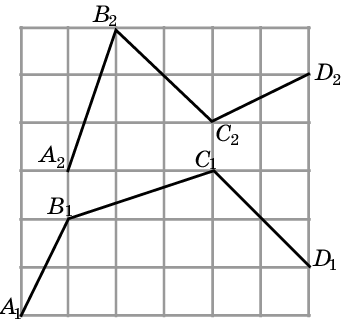 B₂
D₂
C₂
A₂
C₁
B₁
D₁
A₁